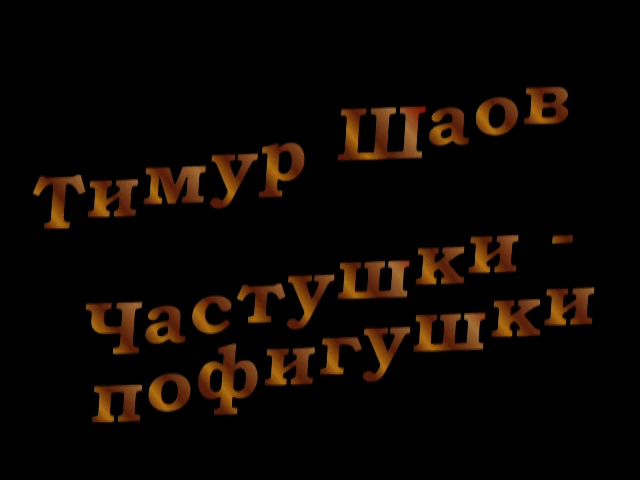 Тимур Шаов
Частушки -
пофигушки